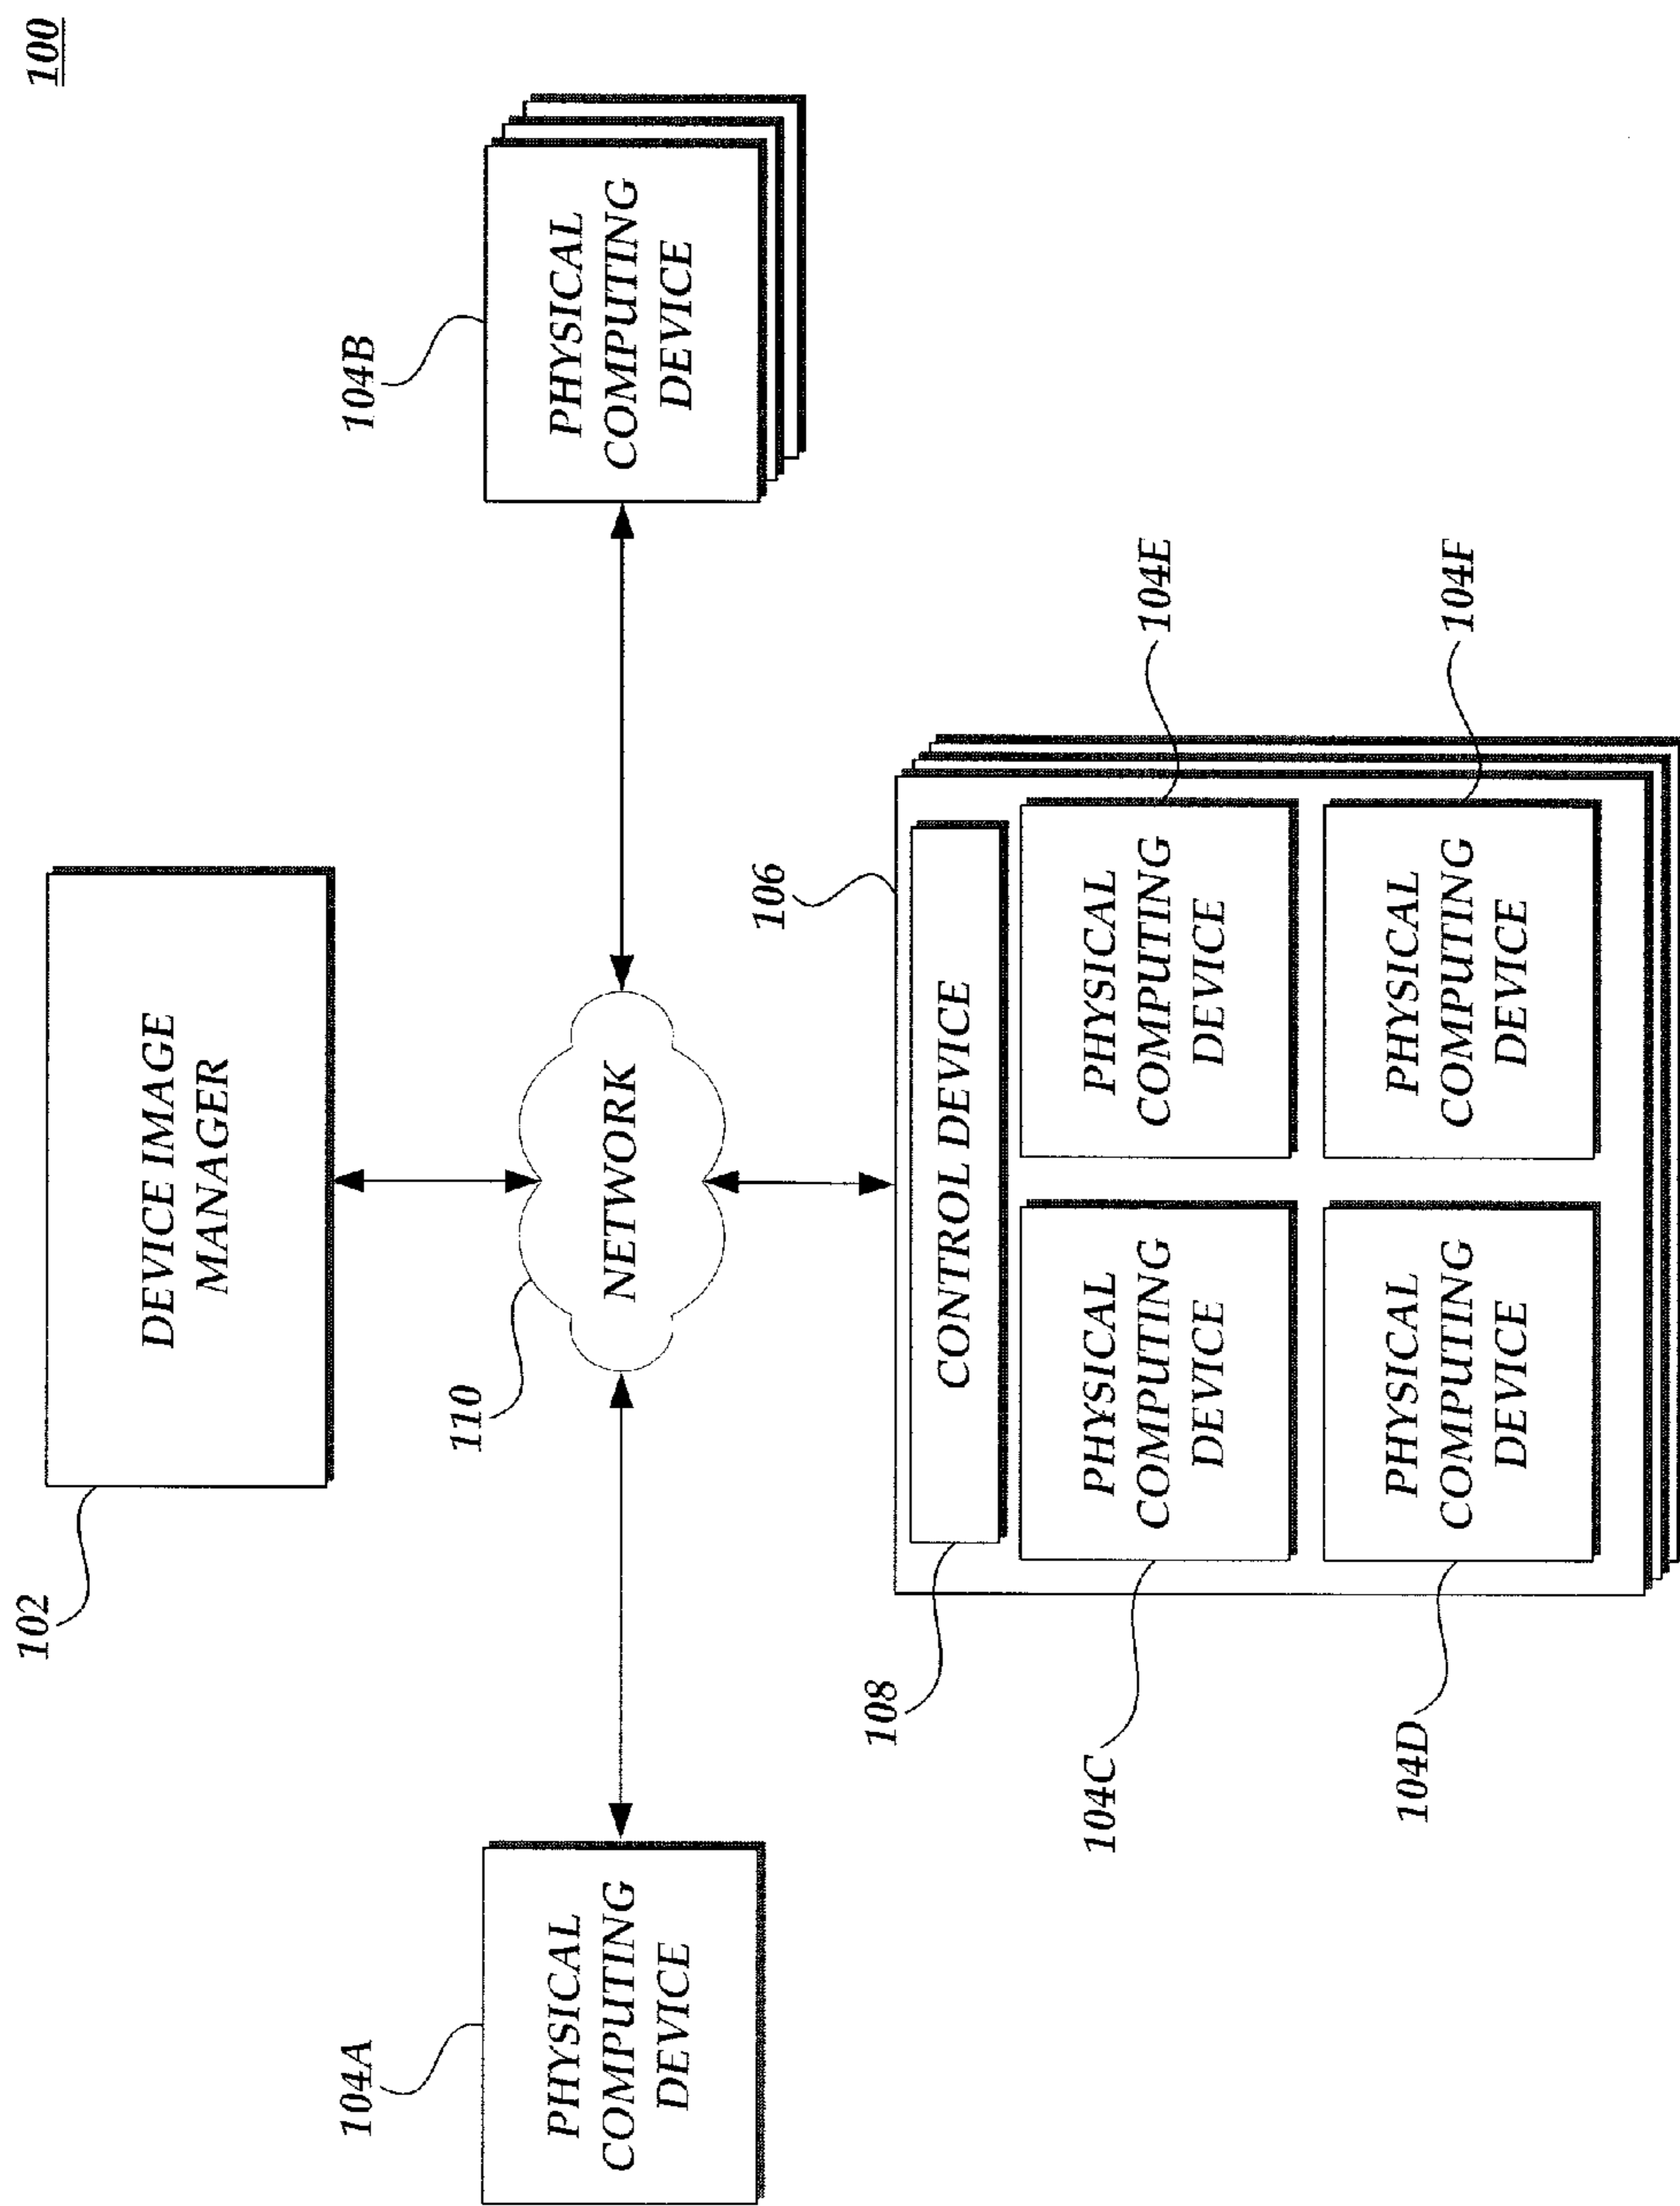 100
102
DEVICE IMAGE
MANAGER
104A
PHYSICAL
COMPUTING
DEVICE
110
NETWORK
104B
PHYSICAL
COMPUTING
DEVICE
106
108
CONTROL DEVICE
104C
PHYSICAL
COMPUTING
DEVICE
PHYSICAL
COMPUTING
DEVICE
104E
104D
PHYSICAL
COMPUTING
DEVICE
PHYSICAL
COMPUTING
DEVICE
104F